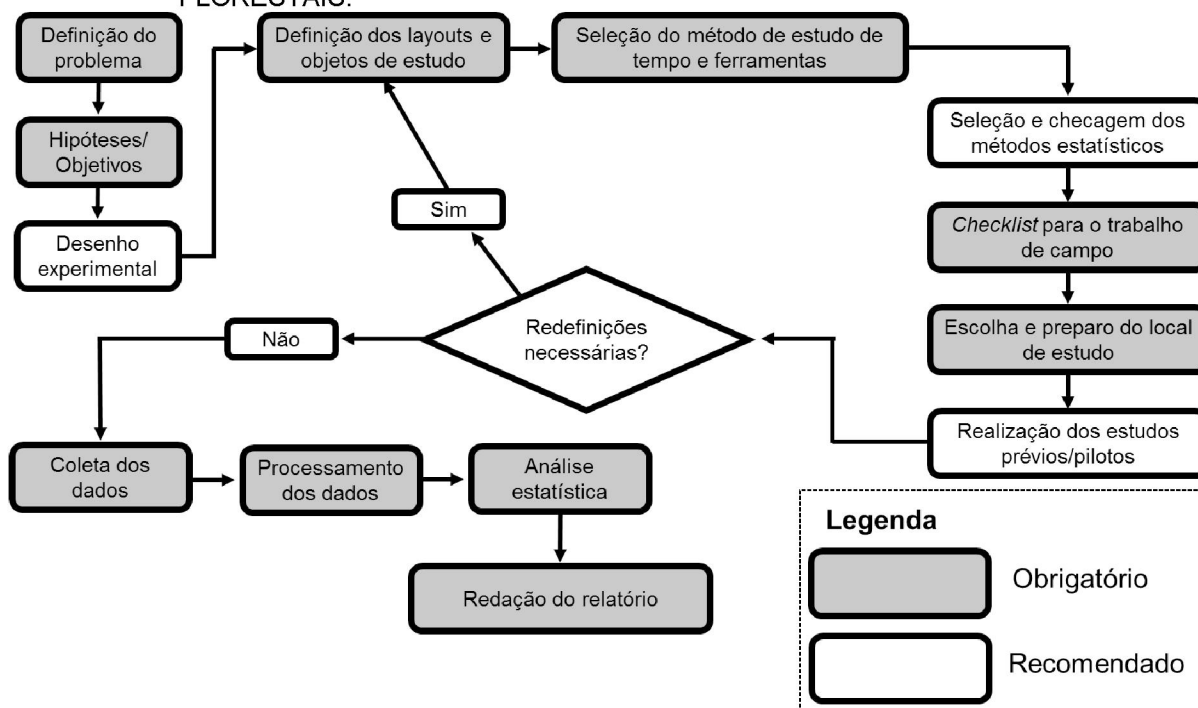 FLORESTAIS.
Definição do
problema
Hipóteses/
Objetivos
Desenho
experimental
Definição dos layouts e
objetos de estudo
Seleção do método de estudo de
tempo e ferramentas
Seleção e checagem dos
métodos estatísticos
Checklist para o trabalho
de campo
Escolha e preparo do local
de estudo
Realização dos estudos
prévios/pilotos
Redefinições
necessárias?
Sim
Não
Coleta dos
dados
Processamento
dos dados
Análise
estatística
Redação do relatório
Legenda
Obrigatório
Recomendado